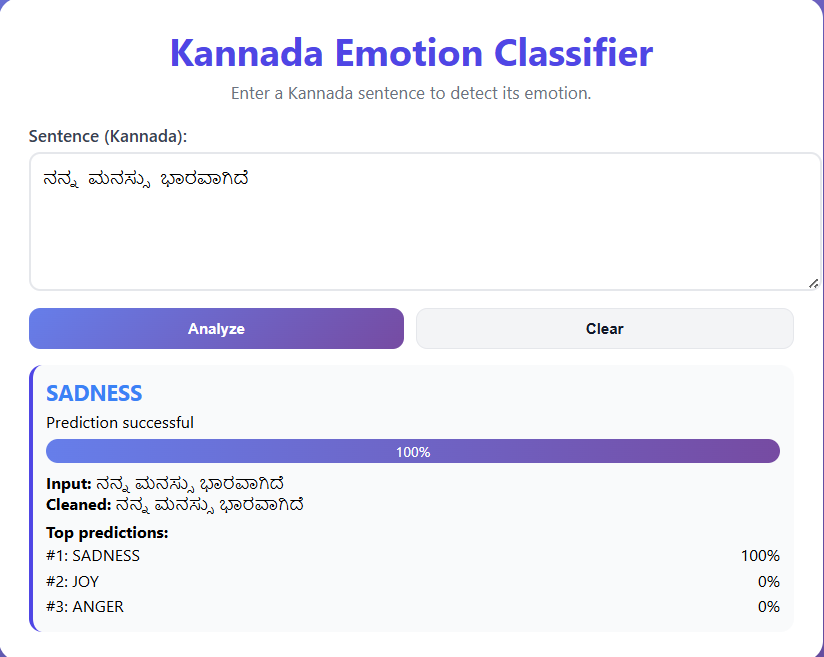 Kannada Emotion Classifier
Enter a Kannada sentence to detect its emotion.
Sentence (Kannada):
ನನ್ನ ಮನಸ್ಸು ಭಾರವಾಗಿದೆ
Analyze
Clear
SADNESS
Prediction successful
100%
Input: ನನ್ನ ಮನಸ್ಸು ಭಾರವಾಗಿದೆ
Cleaned: ನನ್ನ ಮನಸ್ಸು ಭಾರವಾಗಿದೆ
Top predictions:
#1: SADNESS 100%
#2: JOY 0%
#3: ANGER 0%